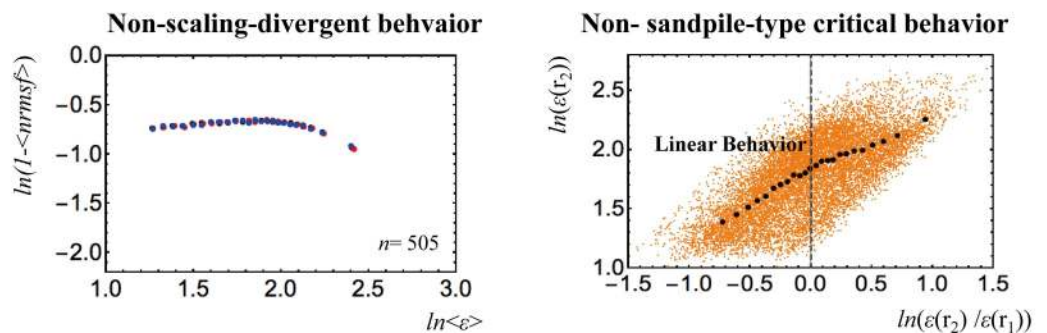 Non-scaling-divergent behvaior
ln(1-<nrmsf>)
0.0
-0.5
-1.0
-1.5
-2.0
n= 505
1.0 1.5 2.0 2.5 3.0
ln<ε>
Non- sandpile-type critical behavior
ln(ε(r₂))
2.5
2.0
1.5
1.0
Linear Behavior
-1.5 -1.0 -0.5 0.0 0.5 1.0 1.5
ln(ε(r₂) /ε(r₁))